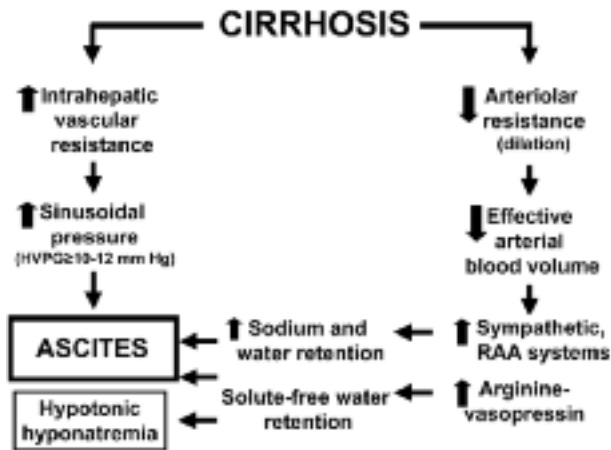 CIRRHOSIS
Intrahepatic
vascular
resistance
Sinusoidal
pressure
(HVPG≥10-12 mm Hg)
ASCITES
Hypotonic
hyponatremia
Arteriolar
resistance
(dilation)
Effective
arterial
blood volume
Sympathetic,
RAA systems
Arginine-
vasopressin
Sodium and
water retention
Solute-free water
retention